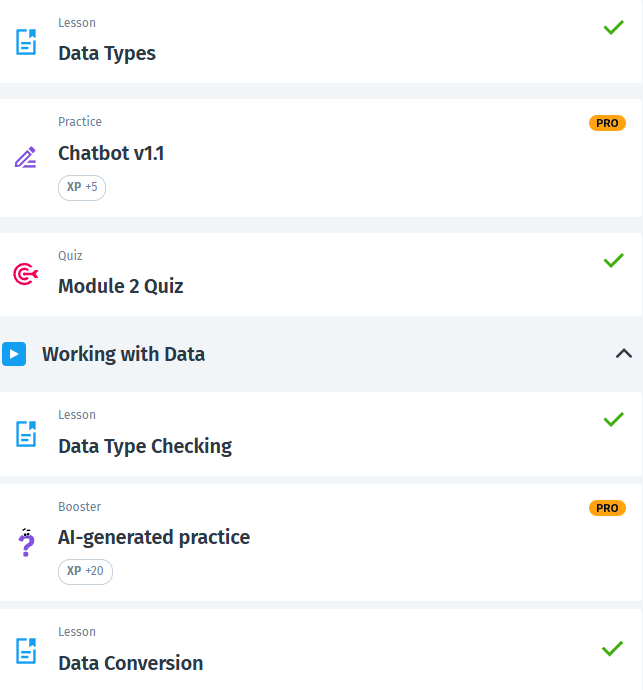 Lesson
Data Types
Practice
PRO
Chatbot v1.1
XP +5
Quiz
Module 2 Quiz
Working with Data
Lesson
Data Type Checking
Booster
PRO
AI-generated practice
XP +20
Lesson
Data Conversion